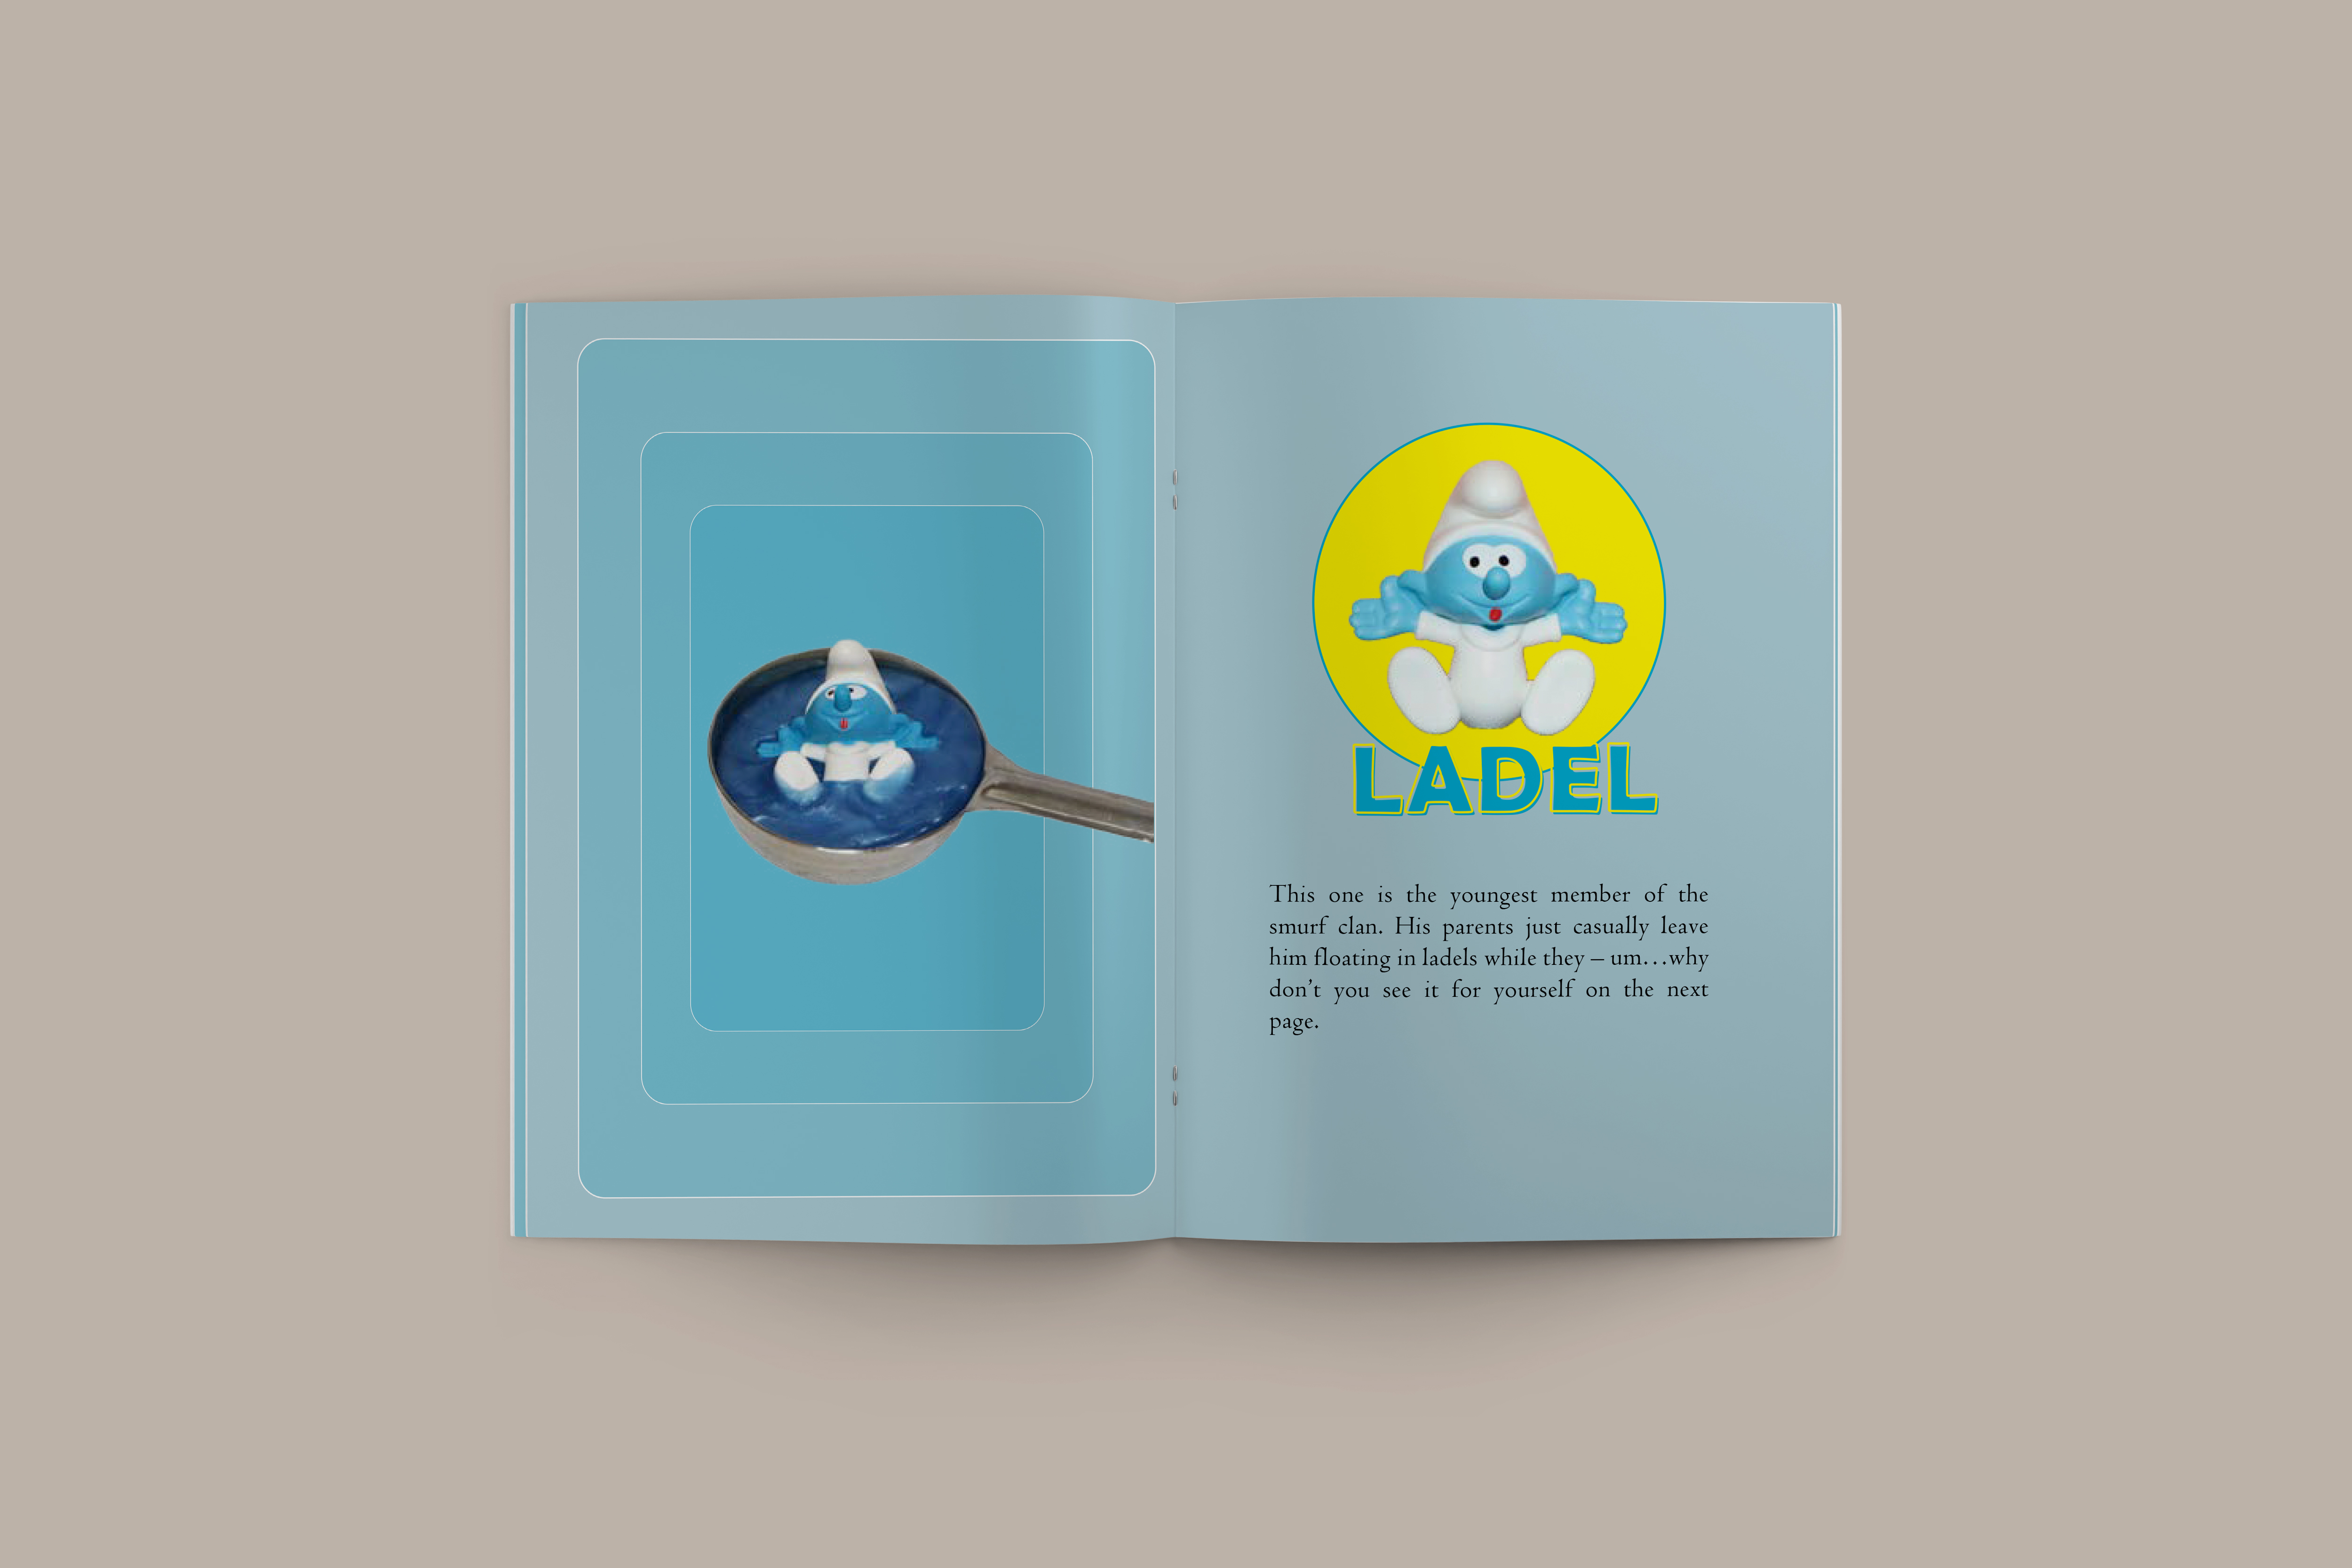 LADEL
This one is the youngest member of the
smurf clan. His parents just casually leave
him floating in ladels while they – um...why
don't you see it for yourself on the next
page.